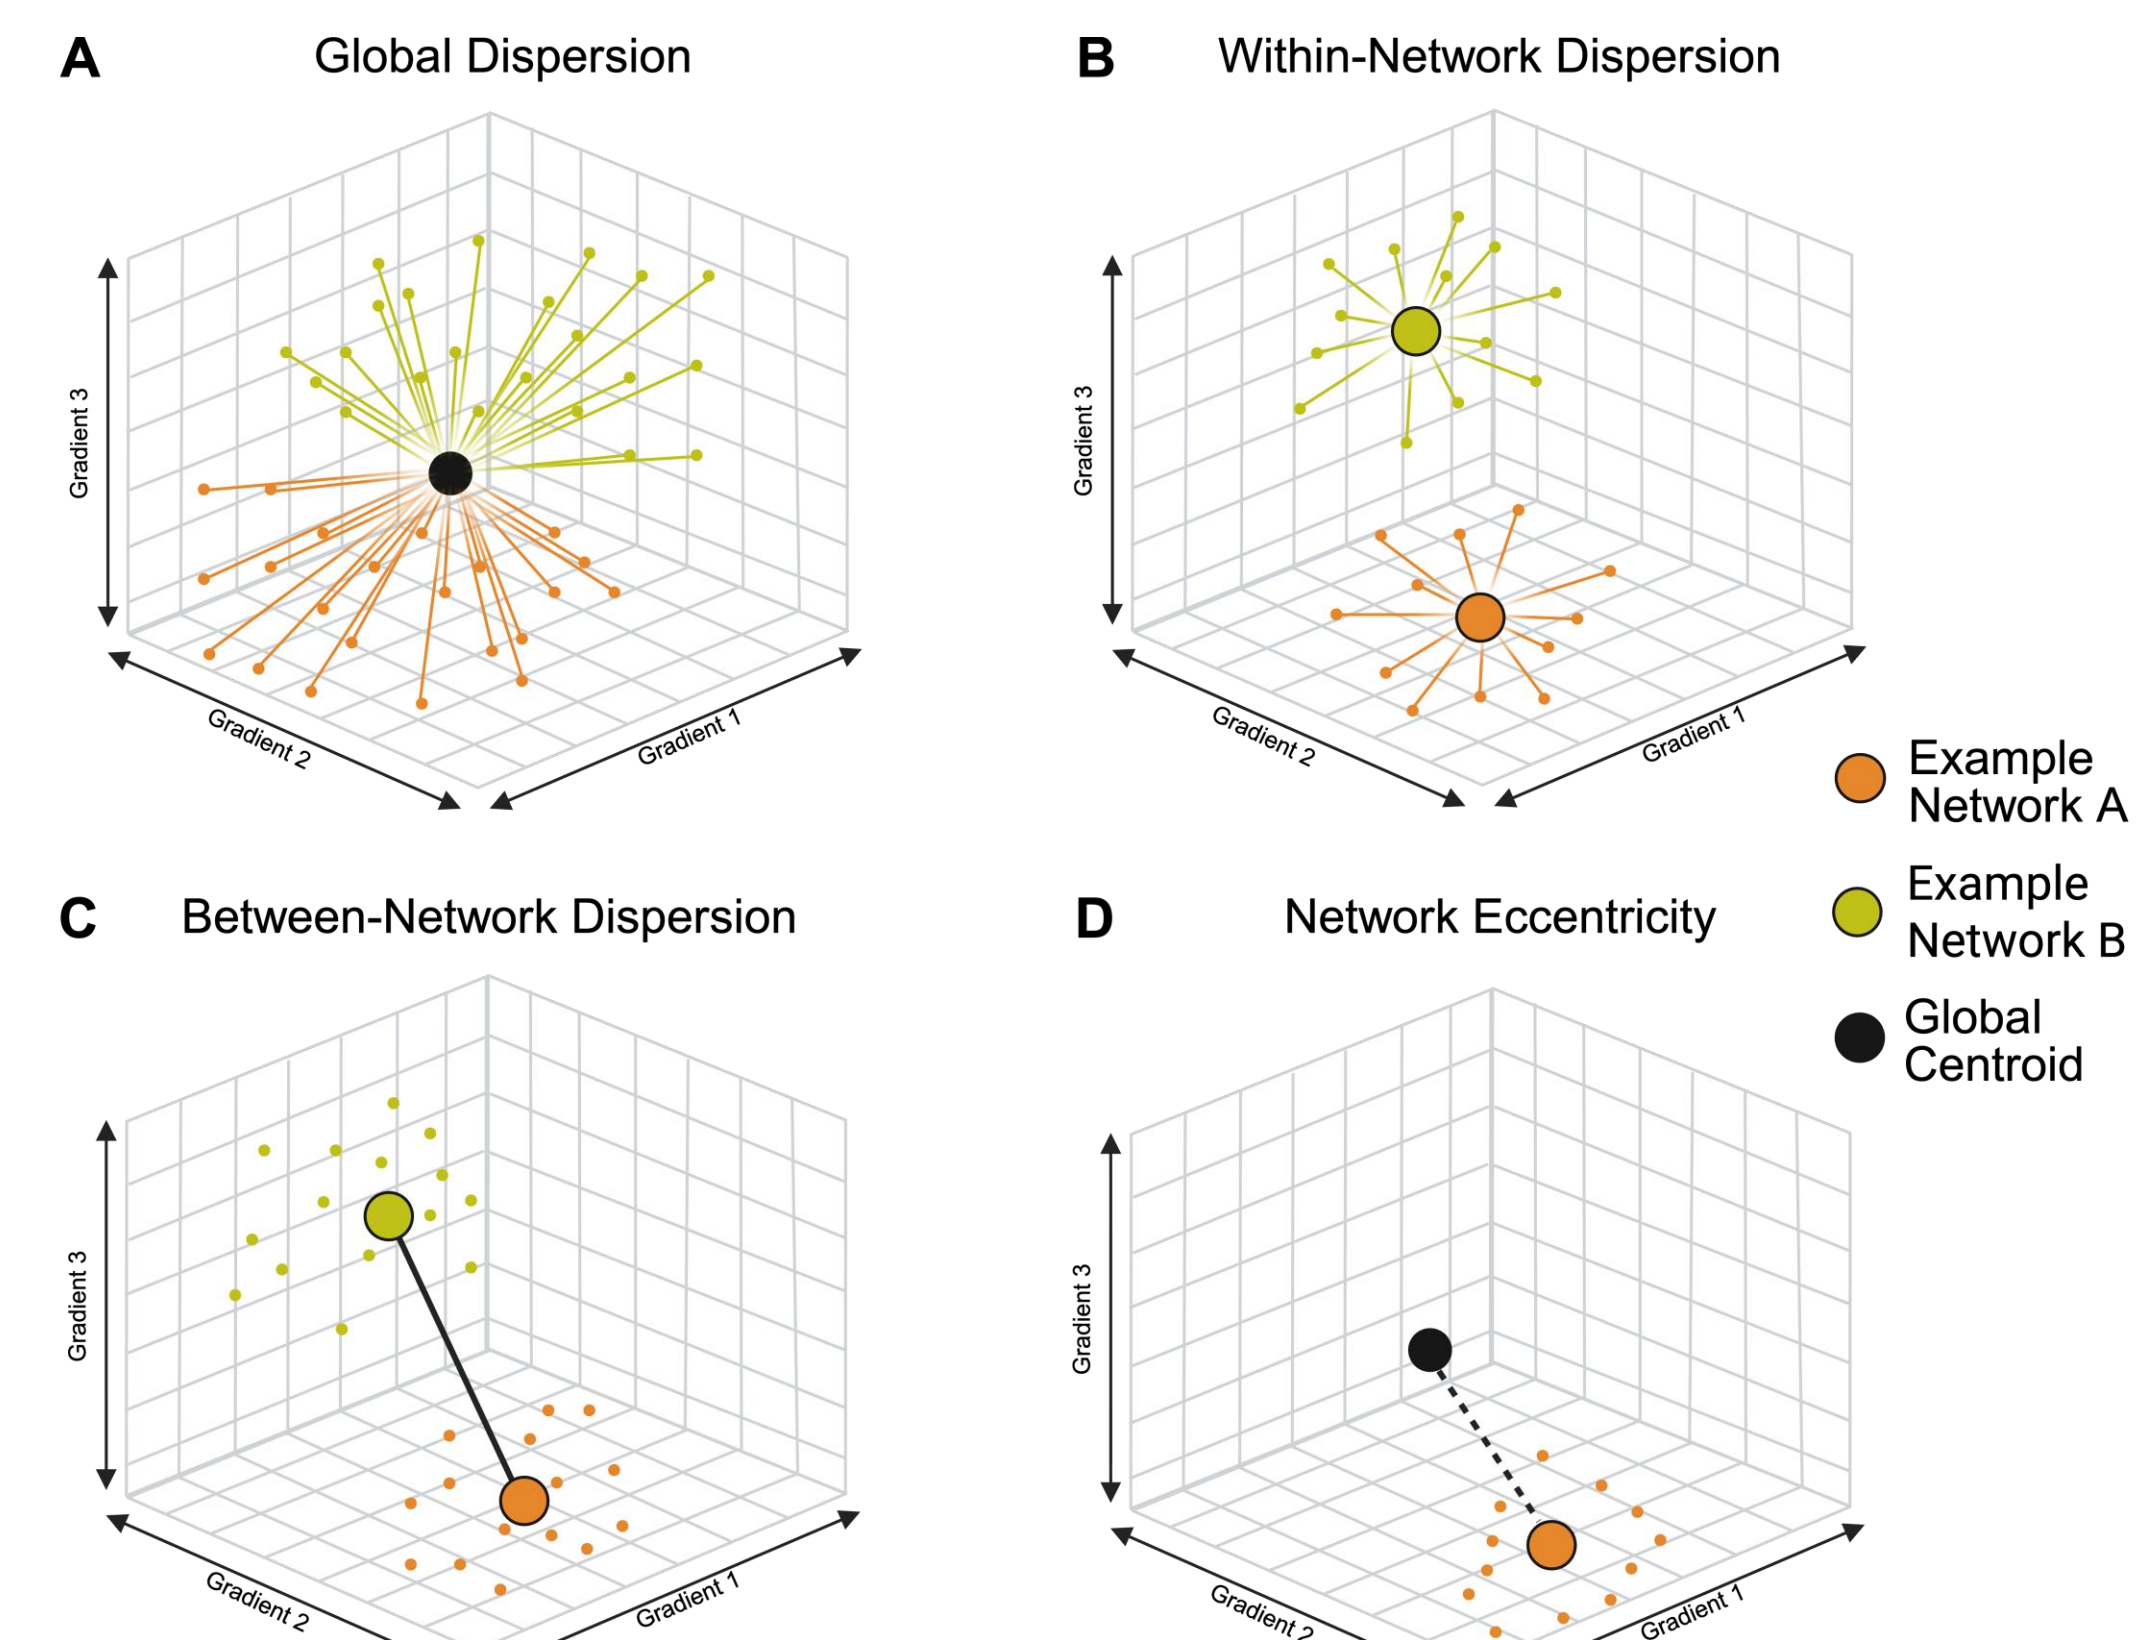 A
Global Dispersion
Gradient 3
Gradient 2
Gradient 1
B
Within-Network Dispersion
Gradient 3
Gradient 2
Gradient 1
Example
Network A
Example
Network B
Global
Centroid
C
Between-Network Dispersion
Gradient 3
Gradient 2
Gradient 1
D
Network Eccentricity
Gradient 3
Gradient 2
Gradient 1